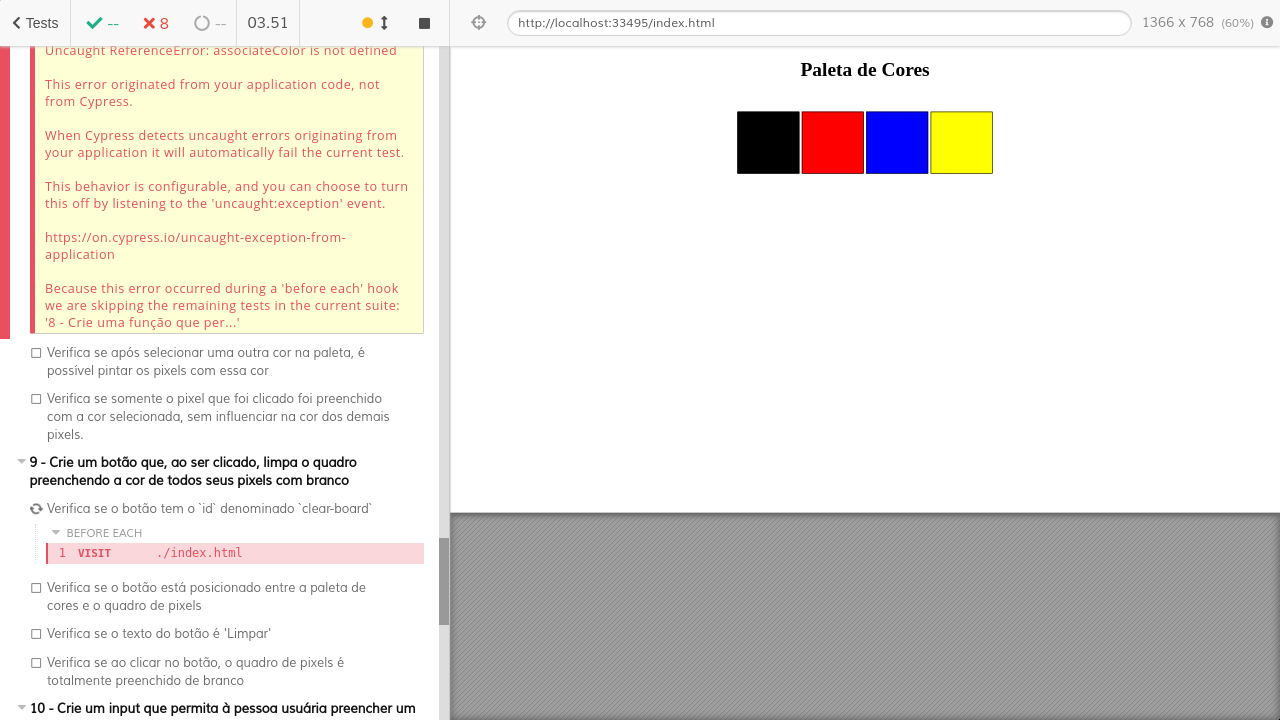 Tests
--
8
--
03.51
http://localhost:33495/index.html
1366 x 768 (60%)
Uncaught ReferenceError: associateColor is not defined
This error originated from your application code, not
from Cypress.
When Cypress detects uncaught errors originating from
your application it will automatically fail the current test.
This behavior is configurable, and you can choose to turn
this off by listening to the 'uncaught:exception' event.
https://on.cypress.io/uncaught-exception-from-
application
Because this error occurred during a 'before each' hook
we are skipping the remaining tests in the current suite:
'8 - Crie uma função que per...'
Verifica se após selecionar uma outra cor na paleta, é
possível pintar os pixels com essa cor
Verifica se somente o pixel que foi clicado foi preenchido
com a cor selecionada, sem influenciar na cor dos demais
pixels.
9 - Crie um botão que, ao ser clicado, limpa o quadro
preenchendo a cor de todos seus pixels com branco
Verifica se o botão tem o `id` denominado `clear-board`
BEFORE EACH
1 VISIT ./index.html
Verifica se o botão está posicionado entre a paleta de
cores e o quadro de pixels
Verifica se o texto do botão é 'Limpar'
Verifica se ao clicar no botão, o quadro de pixels é
totalmente preenchido de branco
10 - Crie um input que permita à pessoa usuária preencher um
Paleta de Cores